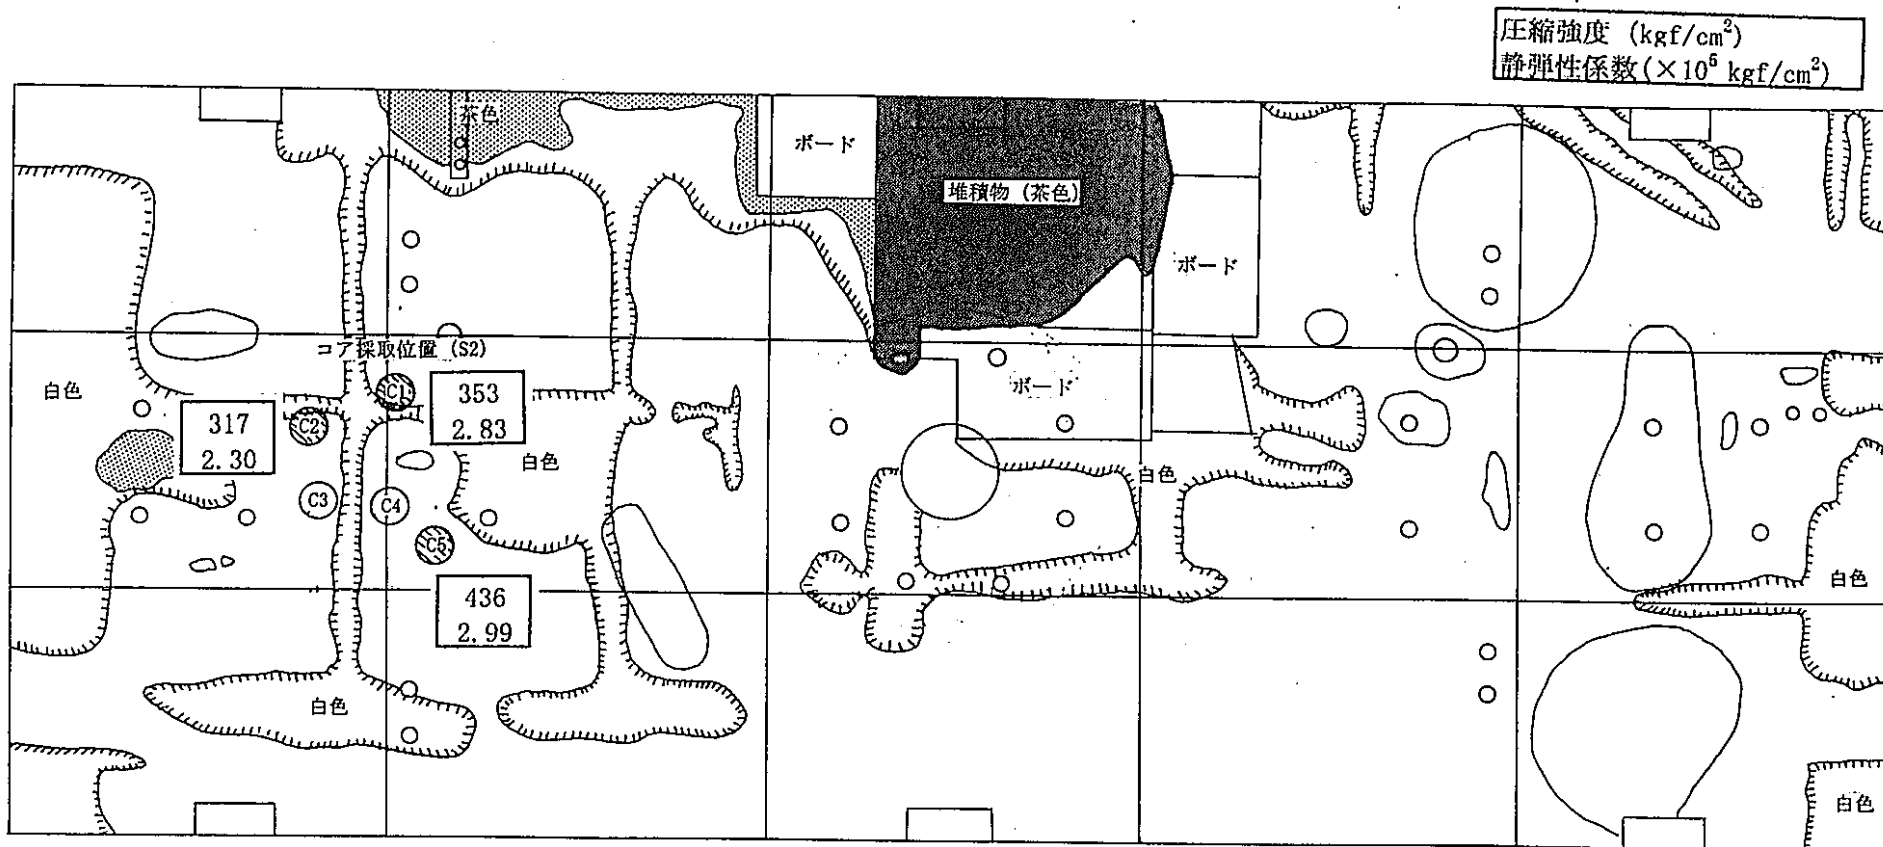 圧縮強度 (kgf/cm²)
静弾性係数(×10⁵ kgf/cm²)
茶色
ボード
堆積物 (茶色)
ボード
コア採取位置 (S2)
白色
C1
353
2.83
ボード
317
2.30
C2
白色
白色
C3
C4
C5
436
2.99
白色
白色
白色